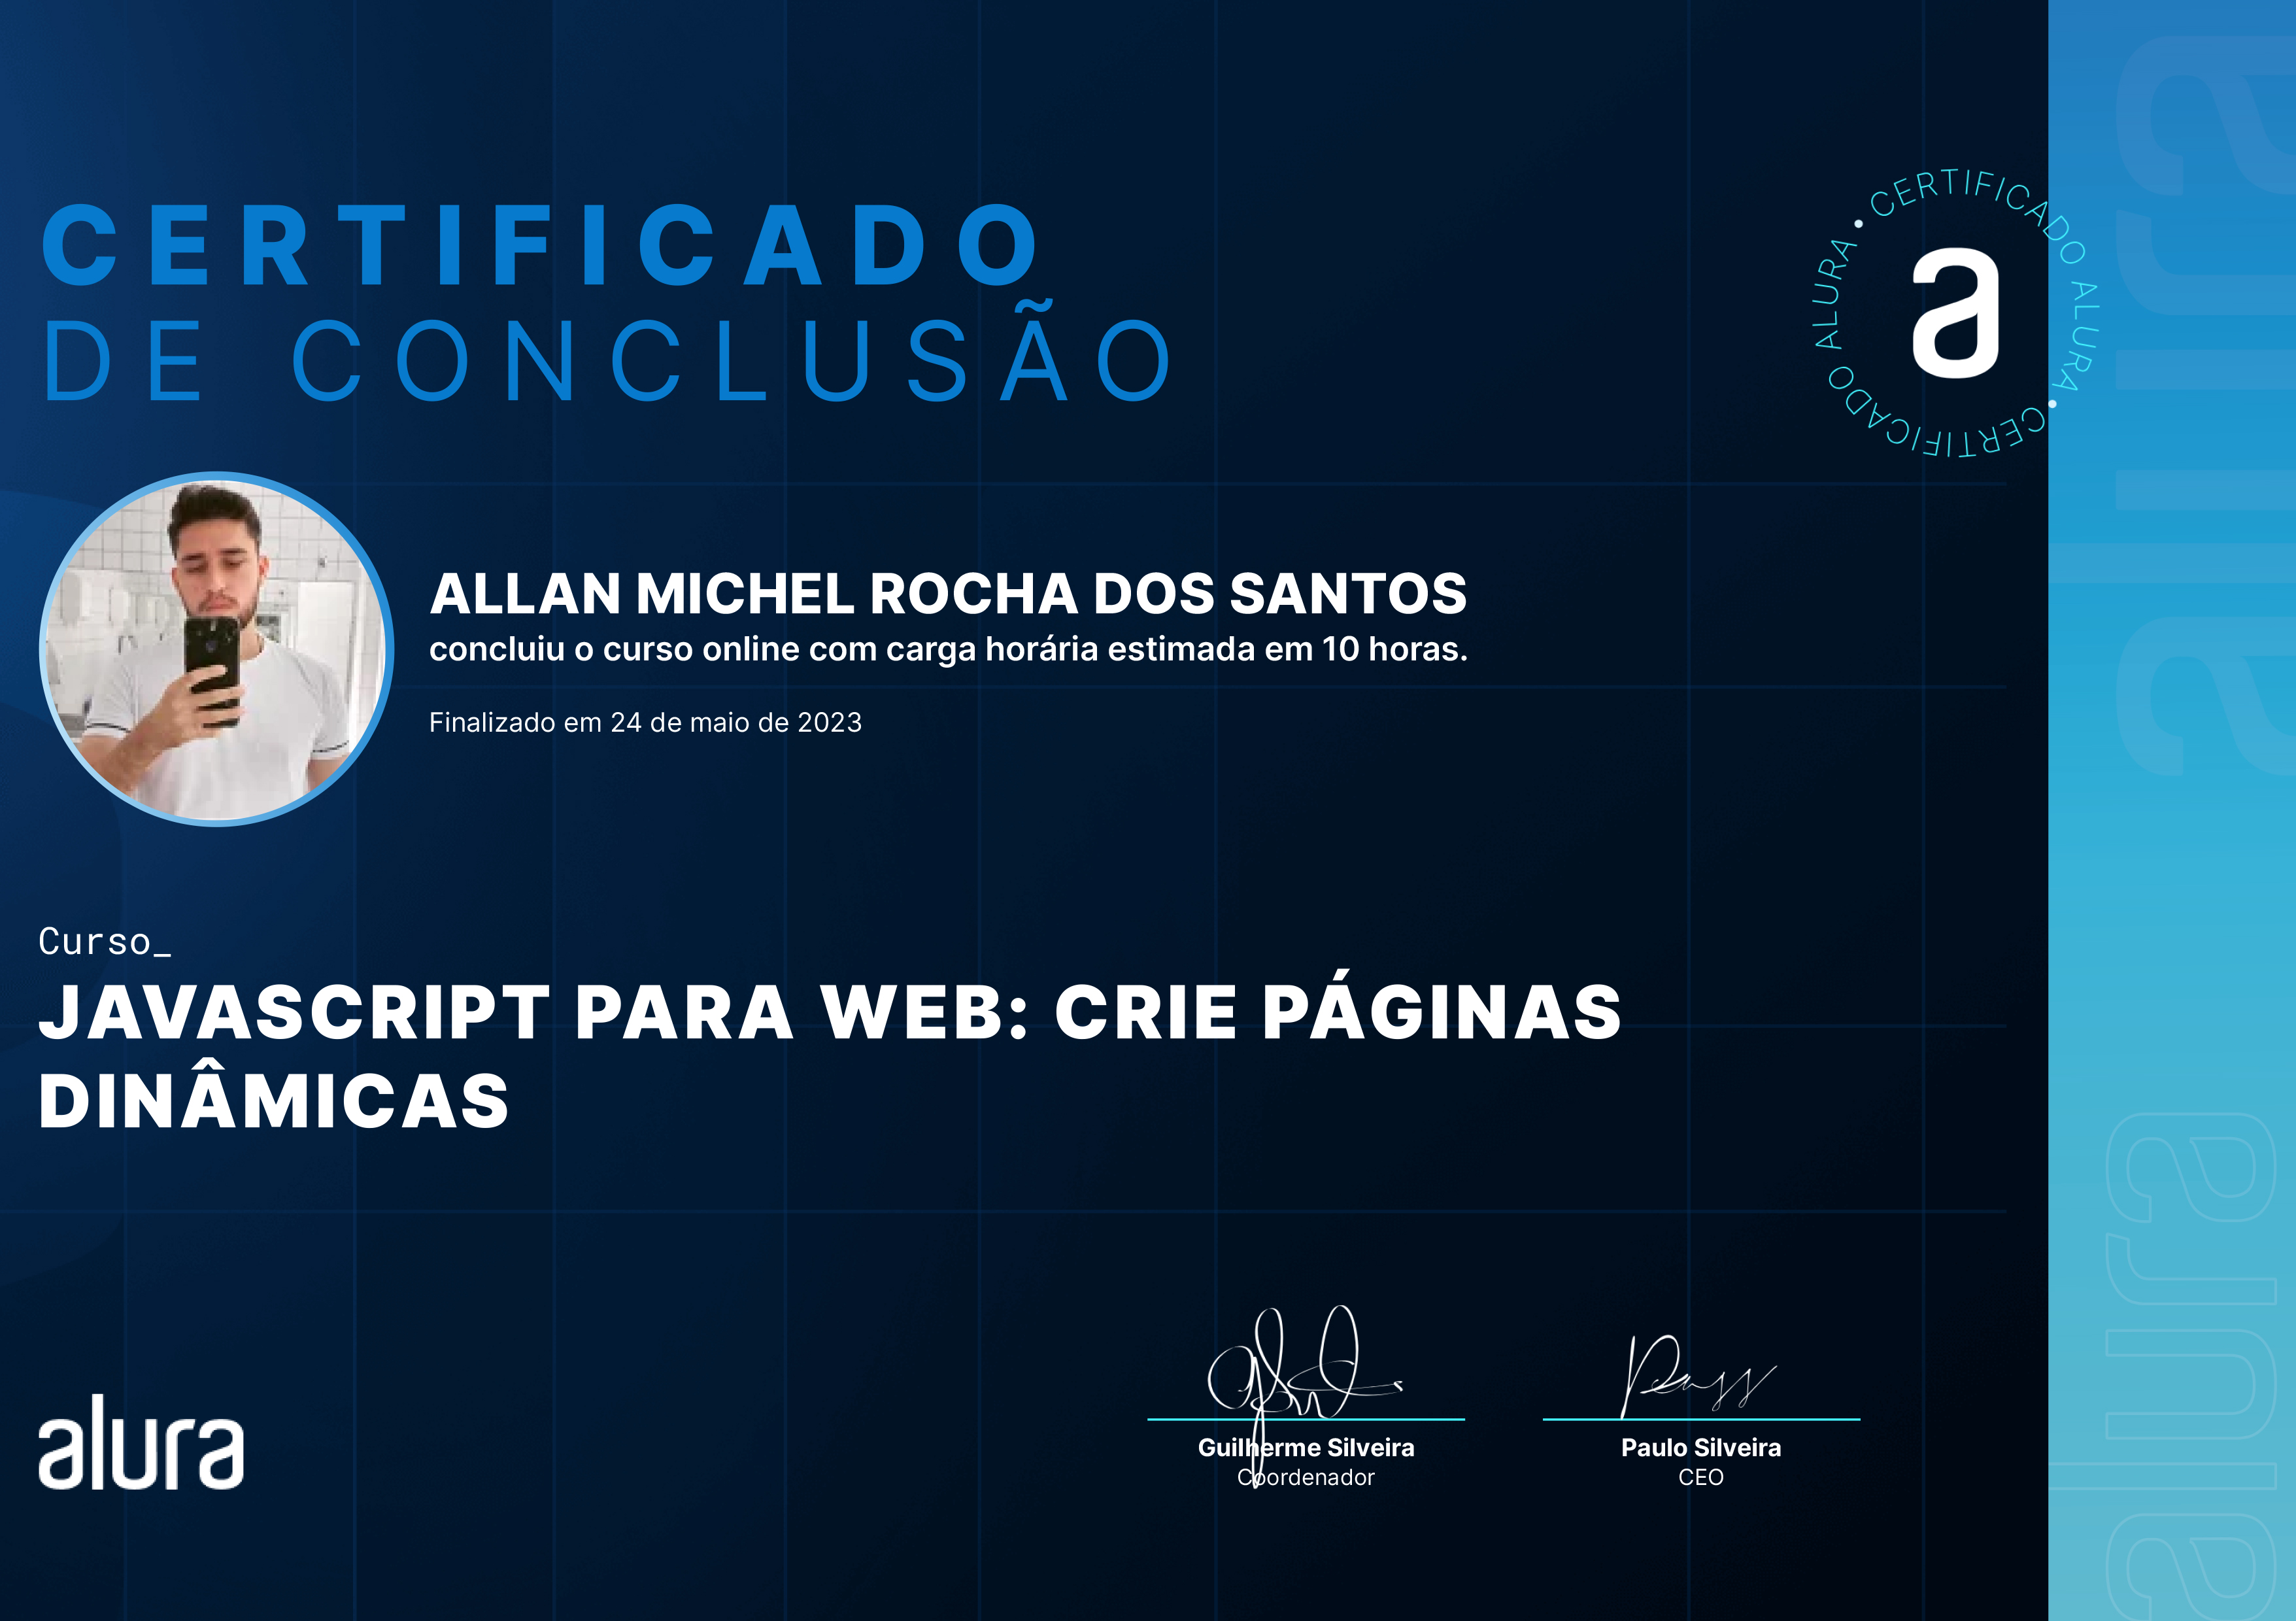 CERTIFICADO
DE CONCLUSÃO
CERTIFICADO ALURA • CERTIFICADO ALURA •
a
ALLAN MICHEL ROCHA DOS SANTOS
concluiu o curso online com carga horária estimada em 10 horas.
Finalizado em 24 de maio de 2023
Curso_
JAVASCRIPT PARA WEB: CRIE PÁGINAS
DINÂMICAS
alura
Guilherme Silveira
Coordenador
Paulo Silveira
CEO
alura
alura